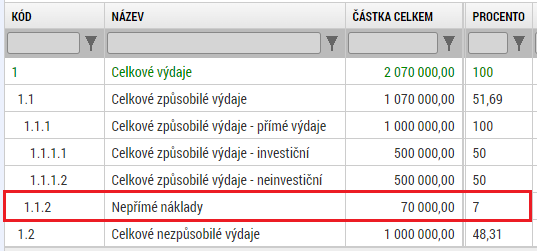 KÓD NÁZEV ČÁSTKA CELKEM PROCENTO
1 Celkové výdaje 2 070 000,00 100
1.1 Celkové způsobilé výdaje 1 070 000,00 51,69
1.1.1 Celkové způsobilé výdaje - přímé výdaje 1 000 000,00 100
1.1.1.1 Celkové způsobilé výdaje - investiční 500 000,00 50
1.1.1.2 Celkové způsobilé výdaje - neinvestiční 500 000,00 50
1.1.2 Nepřímé náklady 70 000,00 7
1.2 Celkové nezpůsobilé výdaje 1 000 000,00 48,31